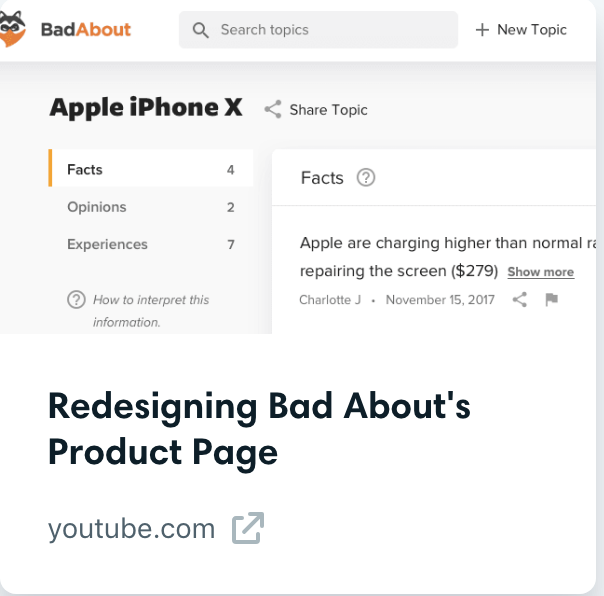 BadAbout
Search topics
+ New Topic
Apple iPhone X
Share Topic
Facts 4
Opinions 2
Experiences 7
? How to interpret this
information.
Facts ?
Apple are charging higher than normal
repairing the screen ($279) Show more
Charlotte J • November 15, 2017
Redesigning Bad About's
Product Page
youtube.com